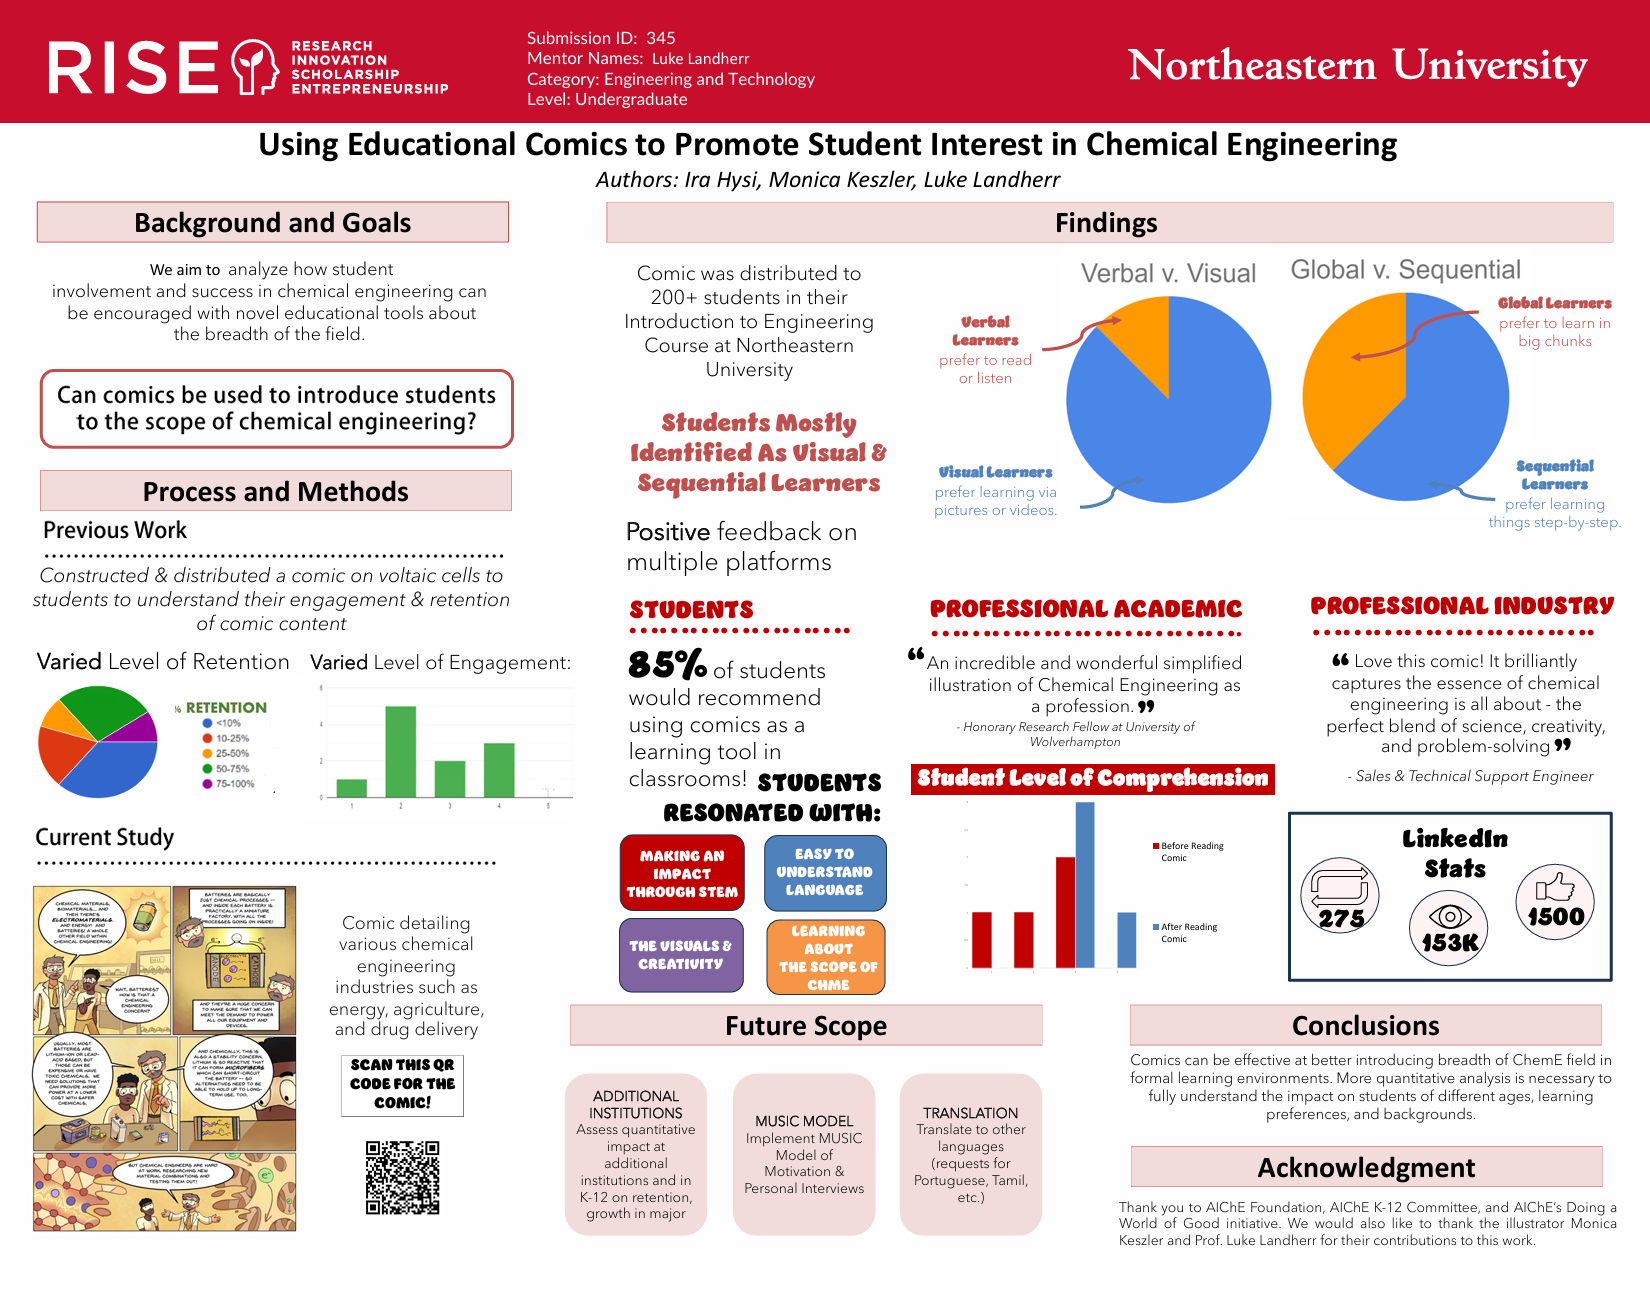 RISE
RESEARCH
INNOVATION
SCHOLARSHIP
ENTREPRENEURSHIP
Submission ID: 345
Mentor Names: Luke Landherr
Category: Engineering and Technology
Level: Undergraduate
Northeastern University
Using Educational Comics to Promote Student Interest in Chemical Engineering
Authors: Ira Hysi, Monica Keszler, Luke Landherr
Background and Goals
We aim to analyze how student
involvement and success in chemical engineering can
be encouraged with novel educational tools about
the breadth of the field.
Can comics be used to introduce students
to the scope of chemical engineering?
Process and Methods
Previous Work
Constructed & distributed a comic on voltaic cells to
students to understand their engagement & retention
of comic content
Varied Level of Retention
% RETENTION
<10%
10-25%
25-50%
50-75%
75-100%
Varied Level of Engagement:
8
4
2
0
1 2 3 4 5
Current Study
CHEMICAL MATERIALS,
BIOMATERIALS... AND
THEN THERE'S
ELECTROMATERIALS.
AND ENERGY! AND
BATTERIES! A WHOLE
OTHER FIELD WITHIN
CHEMICAL ENGINEERING!
WAIT, BATTERIES?
HOW IS THAT A
CHEMICAL
ENGINEERING
CONCERN?
BATTERIES ARE BASICALLY
JUST CHEMICAL PROCESSES --
AND INSIDE EACH BATTERY IS
PRACTICALLY A MINIATURE
FACTORY, WITH ALL THE
PROCESSES GOING ON INSIDE!
ANODE
CATHODE
AND THEY'RE A HUGE CONCERN
TO MAKE SURE THAT WE CAN
MEET THE DEMAND TO POWER
ALL OUR EQUIPMENT AND
DEVICES.
USUALLY, MOST
BATTERIES ARE
LITHIUM-ION OR LEAD-
ACID BASED, BUT
THOSE CAN BE
EXPENSIVE OR HAVE
TOXIC CHEMICALS. WE
NEED SOLUTIONS THAT
CAN PROVIDE MORE
POWER AT A LOWER
COST WITH SAFER
CHEMICALS.
AND CHEMICALLY, THIS IS
ALSO A STABILITY CONCERN.
LITHIUM IS SO REACTIVE THAT
IT CAN FORM MICROFIBERS
WHICH CAN SHORT-CIRCUIT
THE BATTERY -- SO
ALTERNATIVES NEED TO BE
ABLE TO HOLD UP TO LONG-
TERM USE, TOO.
BUT CHEMICAL ENGINEERS ARE HARD
AT WORK, RESEARCHING NEW
MATERIAL COMBINATIONS AND
TESTING THEM OUT!
Comic detailing
various chemical
engineering
industries such as
energy, agriculture,
and drug delivery
SCAN THIS QR
CODE FOR THE
COMIC!
Findings
Comic was distributed to
200+ students in their
Introduction to Engineering
Course at Northeastern
University
Students Mostly
Identified As Visual &
Sequential Learners
Verbal v. Visual
Verbal
Learners
prefer to read
or listen
Visual Learners
prefer learning via
pictures or videos.
Global v. Sequential
Global Learners
prefer to learn in
big chunks
Sequential
Learners
prefer learning
things step-by-step.
Positive feedback on
multiple platforms
STUDENTS
85% of students
would recommend
using comics as a
learning tool in
classrooms!
STUDENTS
RESONATED WITH:
MAKING AN
IMPACT
THROUGH STEM
EASY TO
UNDERSTAND
LANGUAGE
THE VISUALS &
CREATIVITY
LEARNING
ABOUT
THE SCOPE OF
CHME
PROFESSIONAL ACADEMIC
“An incredible and wonderful simplified
illustration of Chemical Engineering as
a profession.”
- Honorary Research Fellow at University of
Wolverhampton
Student Level of Comprehension
Before Reading
Comic
After Reading
Comic
PROFESSIONAL INDUSTRY
“ Love this comic! It brilliantly
captures the essence of chemical
engineering is all about - the
perfect blend of science, creativity,
and problem-solving ”
- Sales & Technical Support Engineer
LinkedIn
Stats
275
153K
1500
Future Scope
ADDITIONAL
INSTITUTIONS
Assess quantitative
impact at
additional
institutions and in
K-12 on retention,
growth in major
MUSIC MODEL
Implement MUSIC
Model of
Motivation &
Personal Interviews
TRANSLATION
Translate to other
languages
(requests for
Portuguese, Tamil,
etc.)
Conclusions
Comics can be effective at better introducing breadth of ChemE field in
formal learning environments. More quantitative analysis is necessary to
fully understand the impact on students of different ages, learning
preferences, and backgrounds.
Acknowledgment
Thank you to AIChE Foundation, AIChE K-12 Committee, and AIChE's Doing a
World of Good initiative. We would also like to thank the illustrator Monica
Keszler and Prof. Luke Landherr for their contributions to this work.